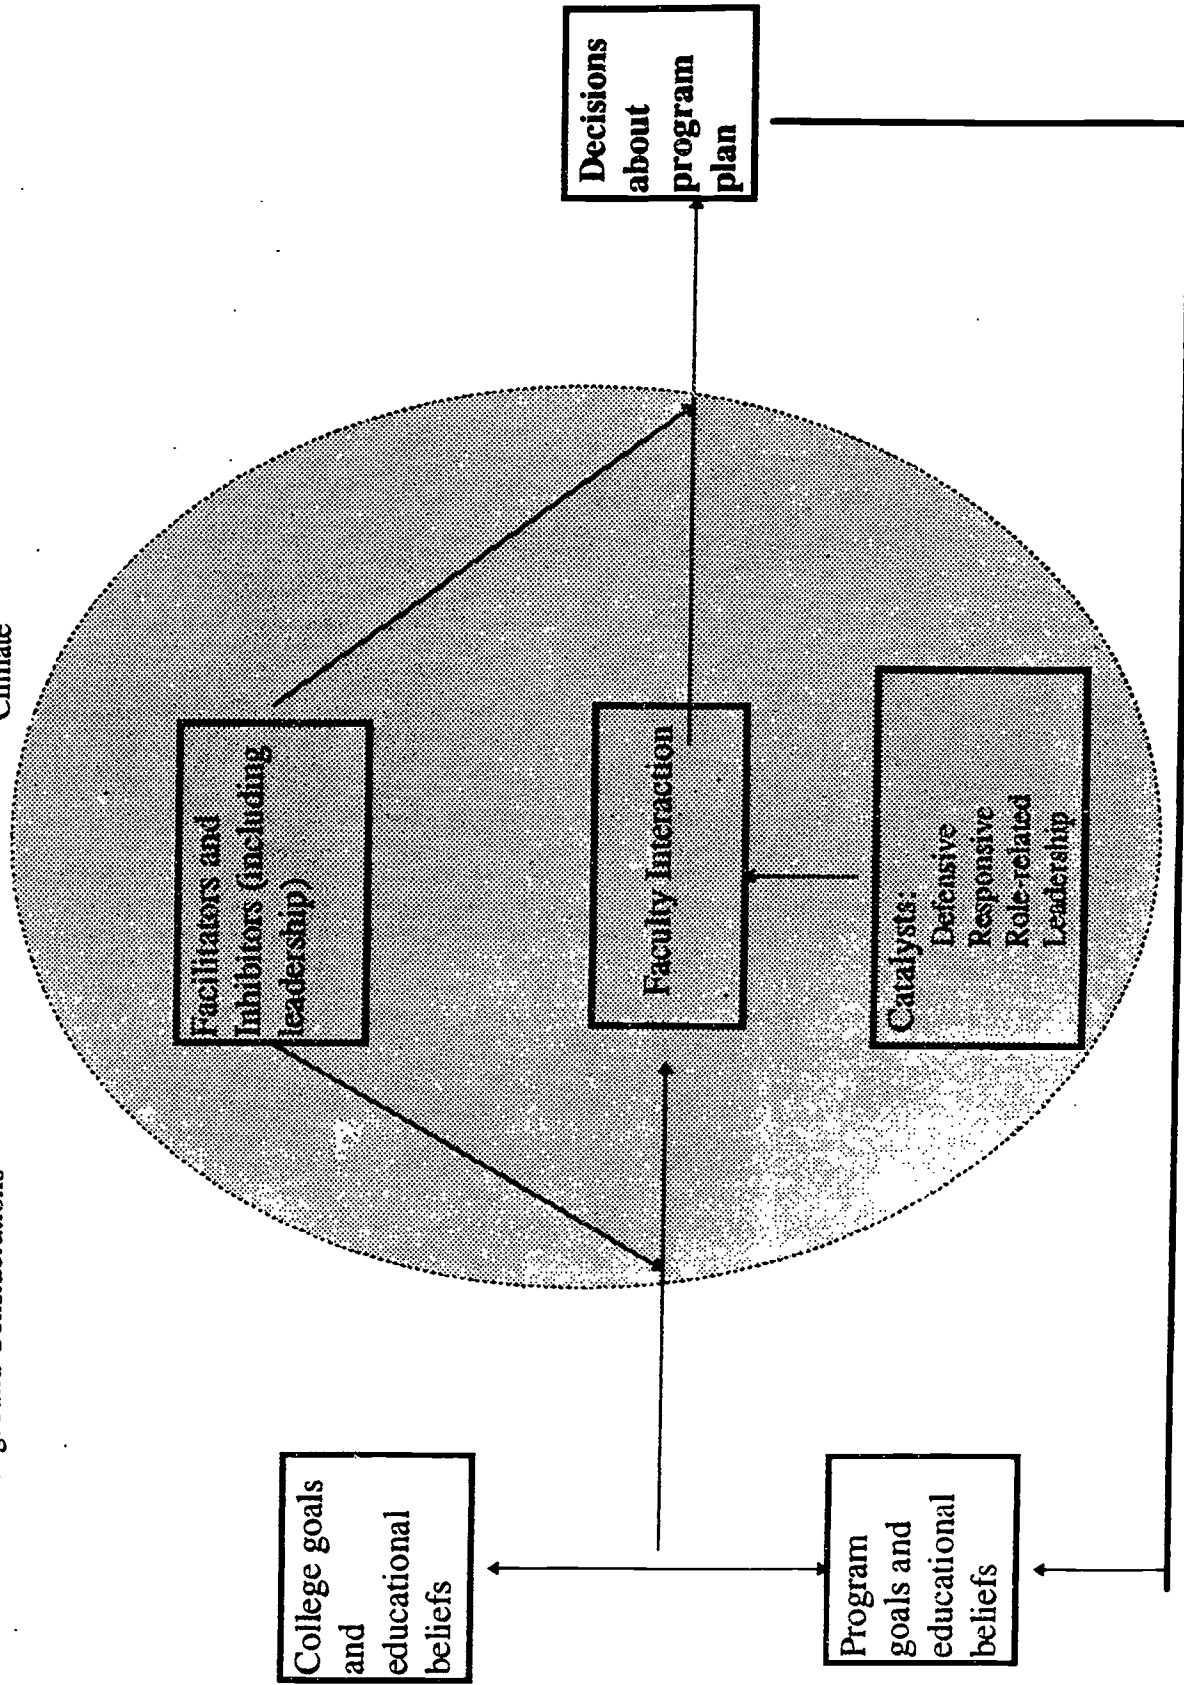 Climate
College goals
and
educational
beliefs
Program
goals and
educational
beliefs
Facilitators and
Inhibitors (including
leadership)
Faculty Interaction
Catalysts:
Defensive
Responsive
Role-related
Leadership
Decisions
about
program
plan